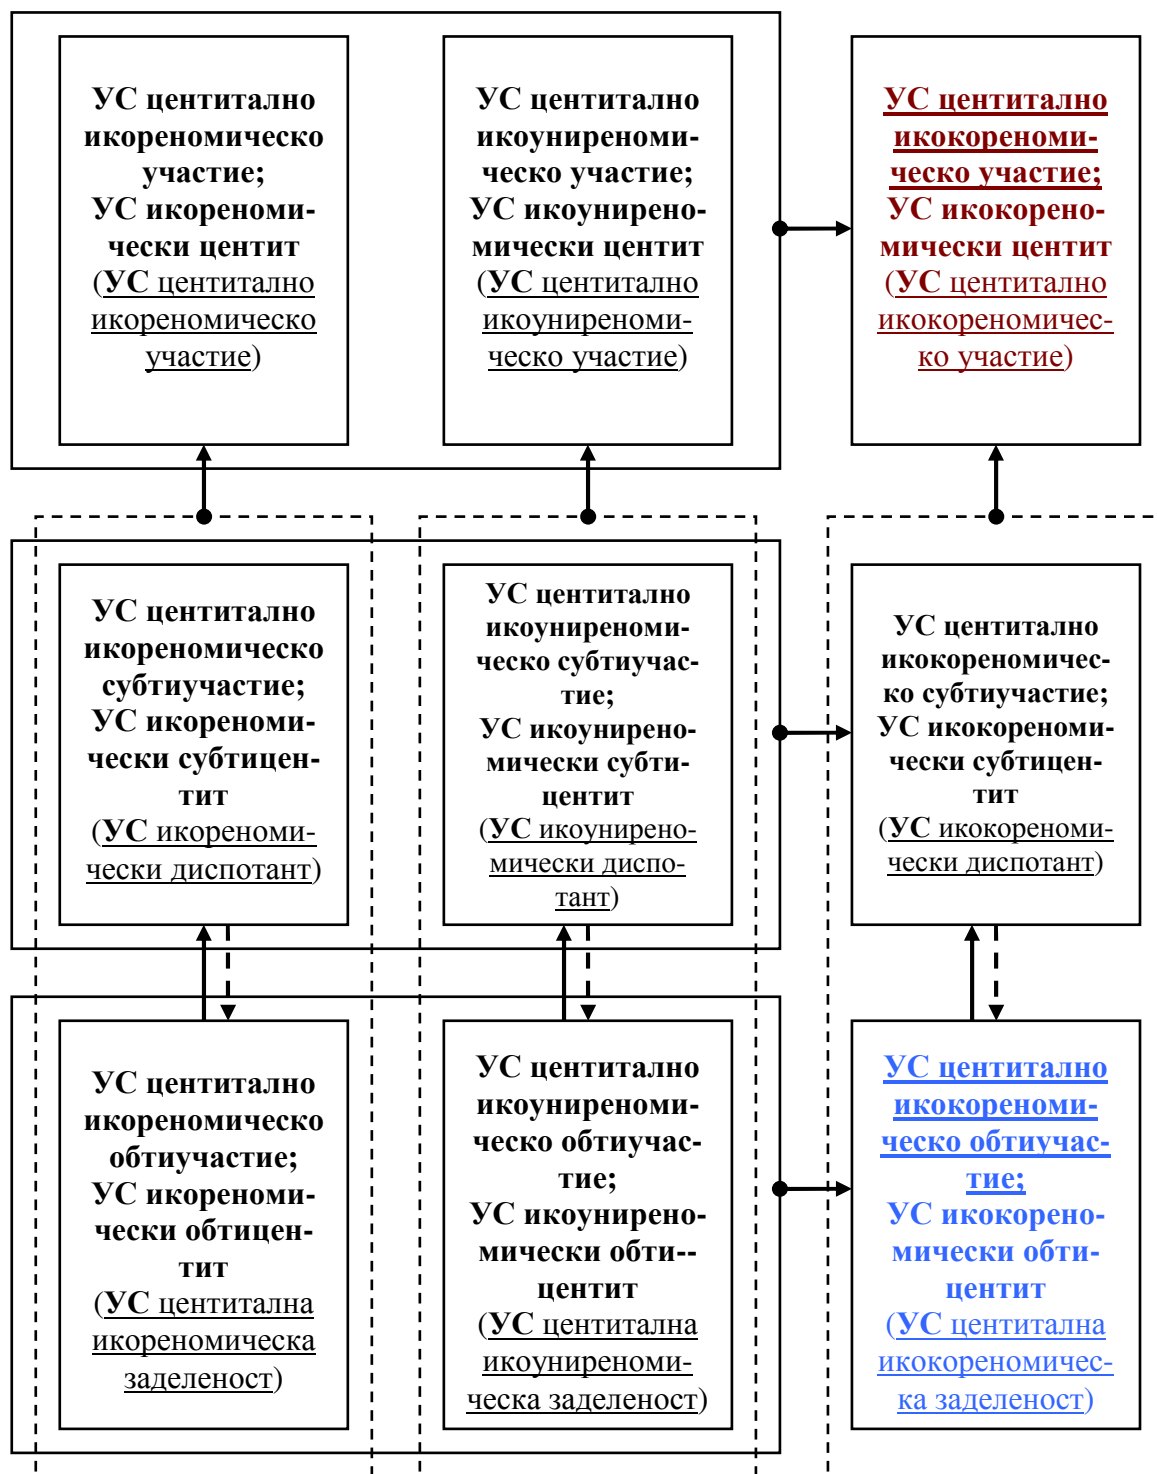 УС центитално
икореномическо
участие;
УС икореноми-
чески центит
(УС центитално
икореномическо
участие)
УС центитално
икоуниреноми-
ческо участие;
УС икоунирено-
мически центит
(УС центитално
икоуниреноми-
ческо участие)
УС центитално
икокореноми-
ческо участие;
УС икокорено-
мически центит
(УС центитално
икокореномичес-
ко участие)
УС центитално
икореномическо
субтиучастие;
УС икореноми-
чески субтицен-
тит
(УС икореноми-
чески диспотант)
УС центитално
икоуниреноми-
ческо субтиучас-
тие;
УС икоунирено-
мически субти-
центит
(УС икоунирено-
мически диспо-
тант)
УС центитално
икокореномичес-
ко субтиучастие;
УС икокореноми-
чески субтицен-
тит
(УС икокореноми-
чески диспотант)
УС центитално
икореномическо
обтиучастие;
УС икореноми-
чески обтицен-
тит
(УС центитална
икореномическа
заделеност)
УС центитално
икоуниреноми-
ческо обтиучас-
тие;
УС икоунирено-
мически обти--
центит
(УС центитална
икоуниреноми-
ческа заделеност)
УС центитално
икокореноми-
ческо обтиучас-
тие;
УС икокорено-
мически обти-
центит
(УС центитална
икокореномичес-
ка заделеност)